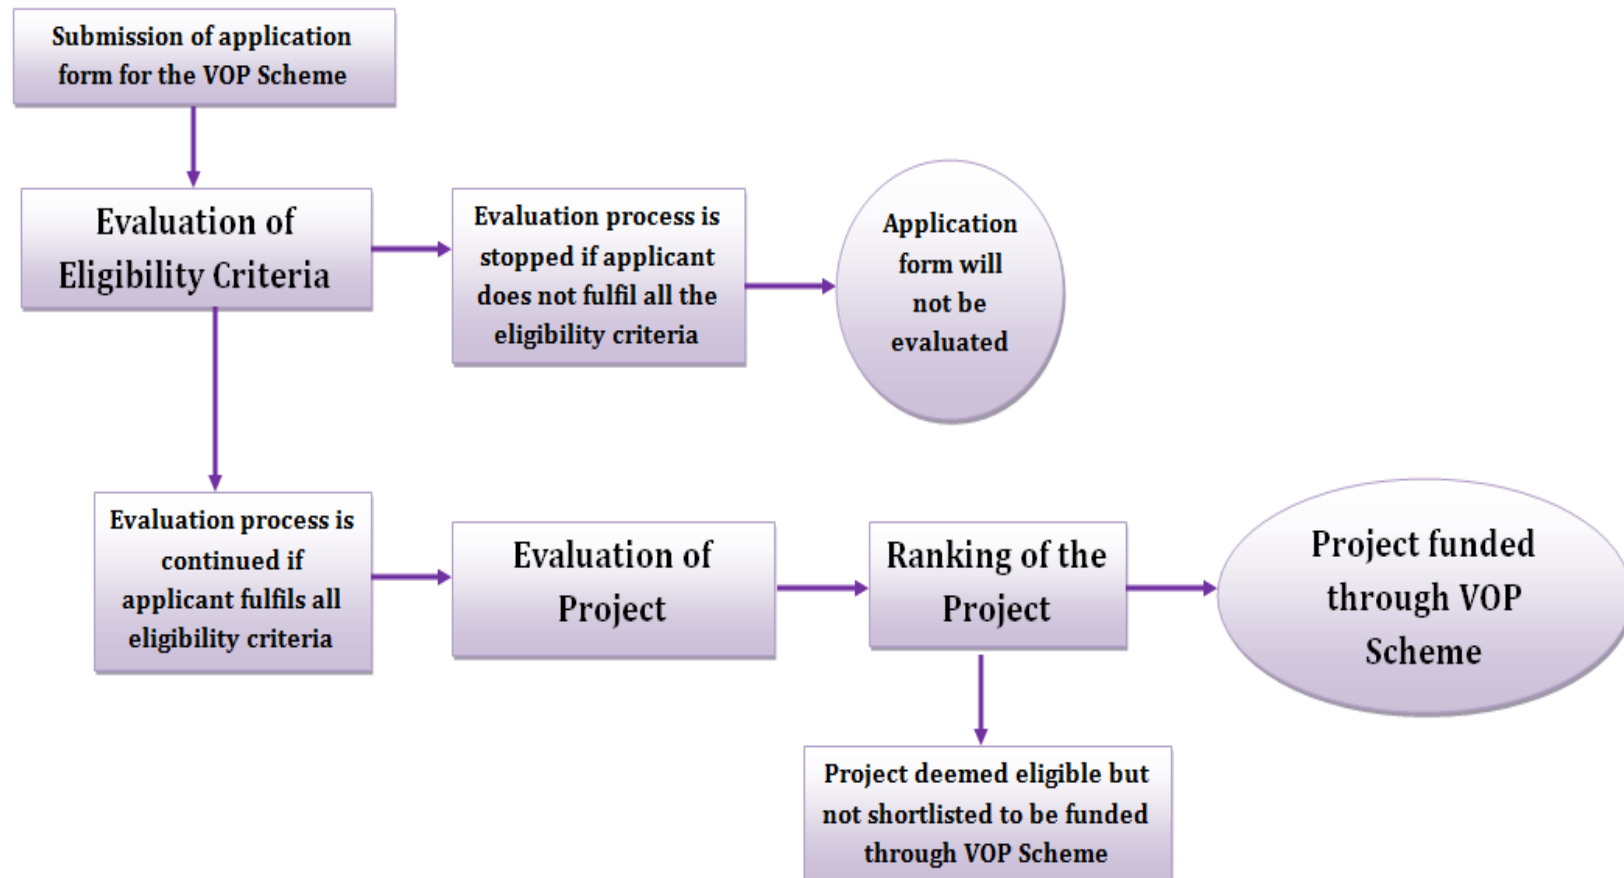 Submission of application
form for the VOP Scheme
Evaluation of
Eligibility Criteria
Evaluation process is
stopped if applicant
does not fulfil all the
eligibility criteria
Application
form will
not be
evaluated
Evaluation process is
continued if
applicant fulfils all
eligibility criteria
Evaluation of
Project
Ranking of the
Project
Project funded
through VOP
Scheme
Project deemed eligible but
not shortlisted to be funded
through VOP Scheme